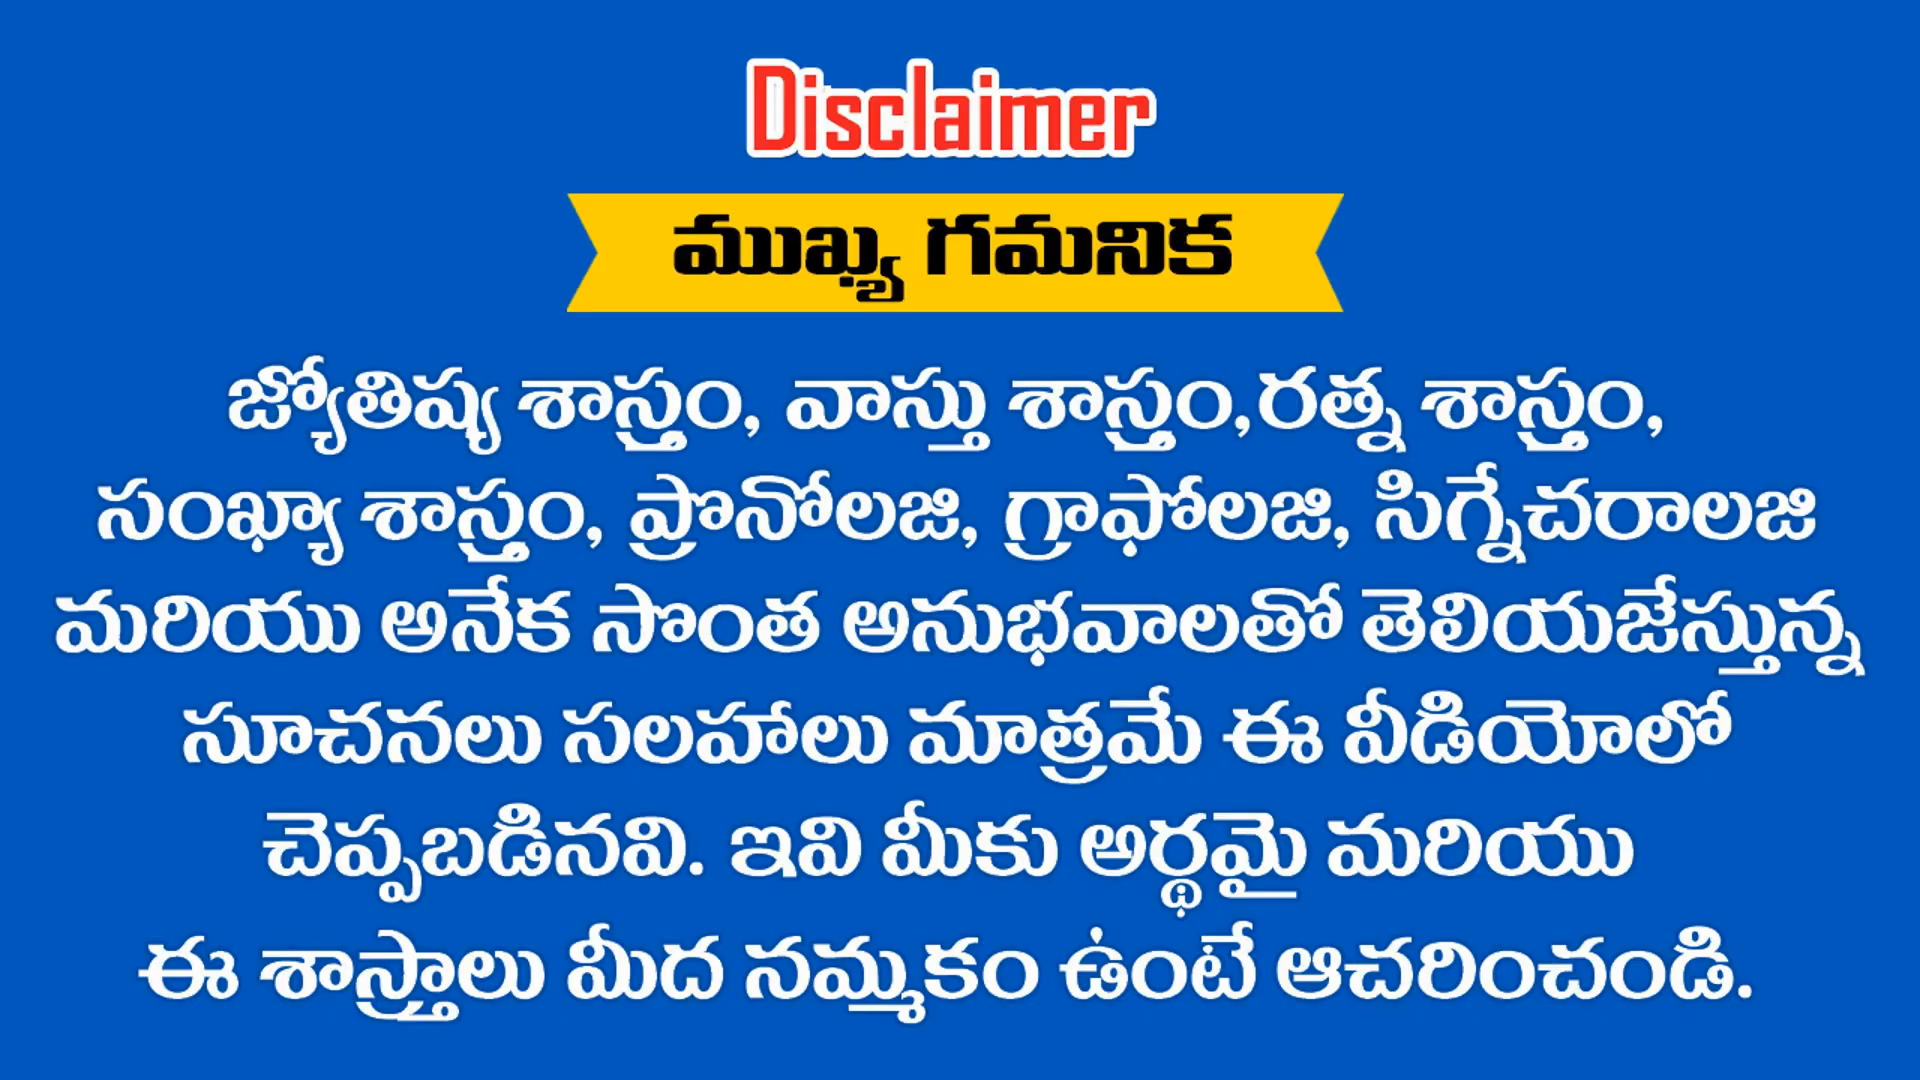 Disclaimer
ముఖ్య గమనిక
జ్యోతిష్య శాస్త్రం, వాస్తు శాస్త్రం,రత్న శాస్త్రం,
సంఖ్యా శాస్త్రం, ప్రొనోలజి, గ్రాఫోలజి, సిగ్నేచరాలజి
మరియు అనేక సొంత అనుభవాలతో తెలియజేస్తున్న
సూచనలు సలహాలు మాత్రమే ఈ వీడియోలో
చెప్పబడినవి. ఇవి మీకు అర్థమై మరియు
ఈ శాస్త్రాలు మీద నమ్మకం ఉంటే ఆచరించండి.